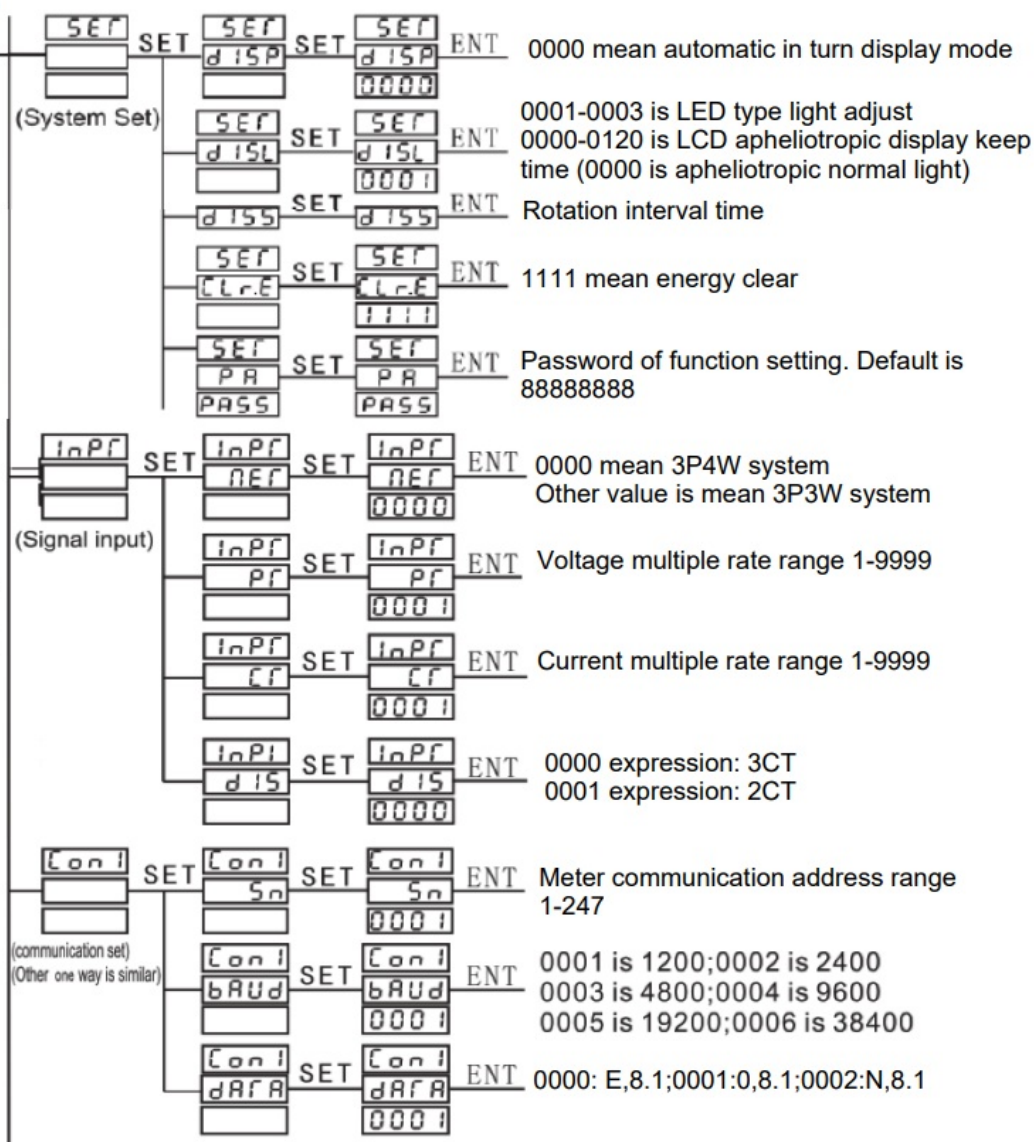 SET SET SET SET SET ENT 0000 mean automatic in turn display mode
dISP dISP
0000
(System Set)
SET SET SET ENT 0001-0003 is LED type light adjust
dISL dISL 0000-0120 is LCD apheliotropic display keep
0001 time (0000 is apheliotropic normal light)
dISS SET dISS ENT Rotation interval time
SET SET SET ENT 1111 mean energy clear
CLr.E CLr.E
1111
SET SET SET ENT Password of function setting. Default is
PA PA 88888888
PASS PASS
InPT SET InPT SET InPT ENT 0000 mean 3P4W system
NET NET Other value is mean 3P3W system
0000
(Signal input)
InPT SET InPT ENT Voltage multiple rate range 1-9999
PT PT
0001
InPT SET InPT ENT Current multiple rate range 1-9999
CT CT
0001
InPI SET InPT ENT 0000 expression: 3CT
dIS dIS 0001 expression: 2CT
0000
Con1 SET Con1 SET Con1 ENT Meter communication address range
Sn Sn 1-247
0001
(communication set)
(Other one way is similar)
Con1 SET Con1 ENT 0001 is 1200;0002 is 2400
bAUd bAUd 0003 is 4800;0004 is 9600
0001 0005 is 19200;0006 is 38400
Con1 SET Con1 ENT 0000: E,8.1;0001:0,8.1;0002:N,8.1
dATA dATA
0001